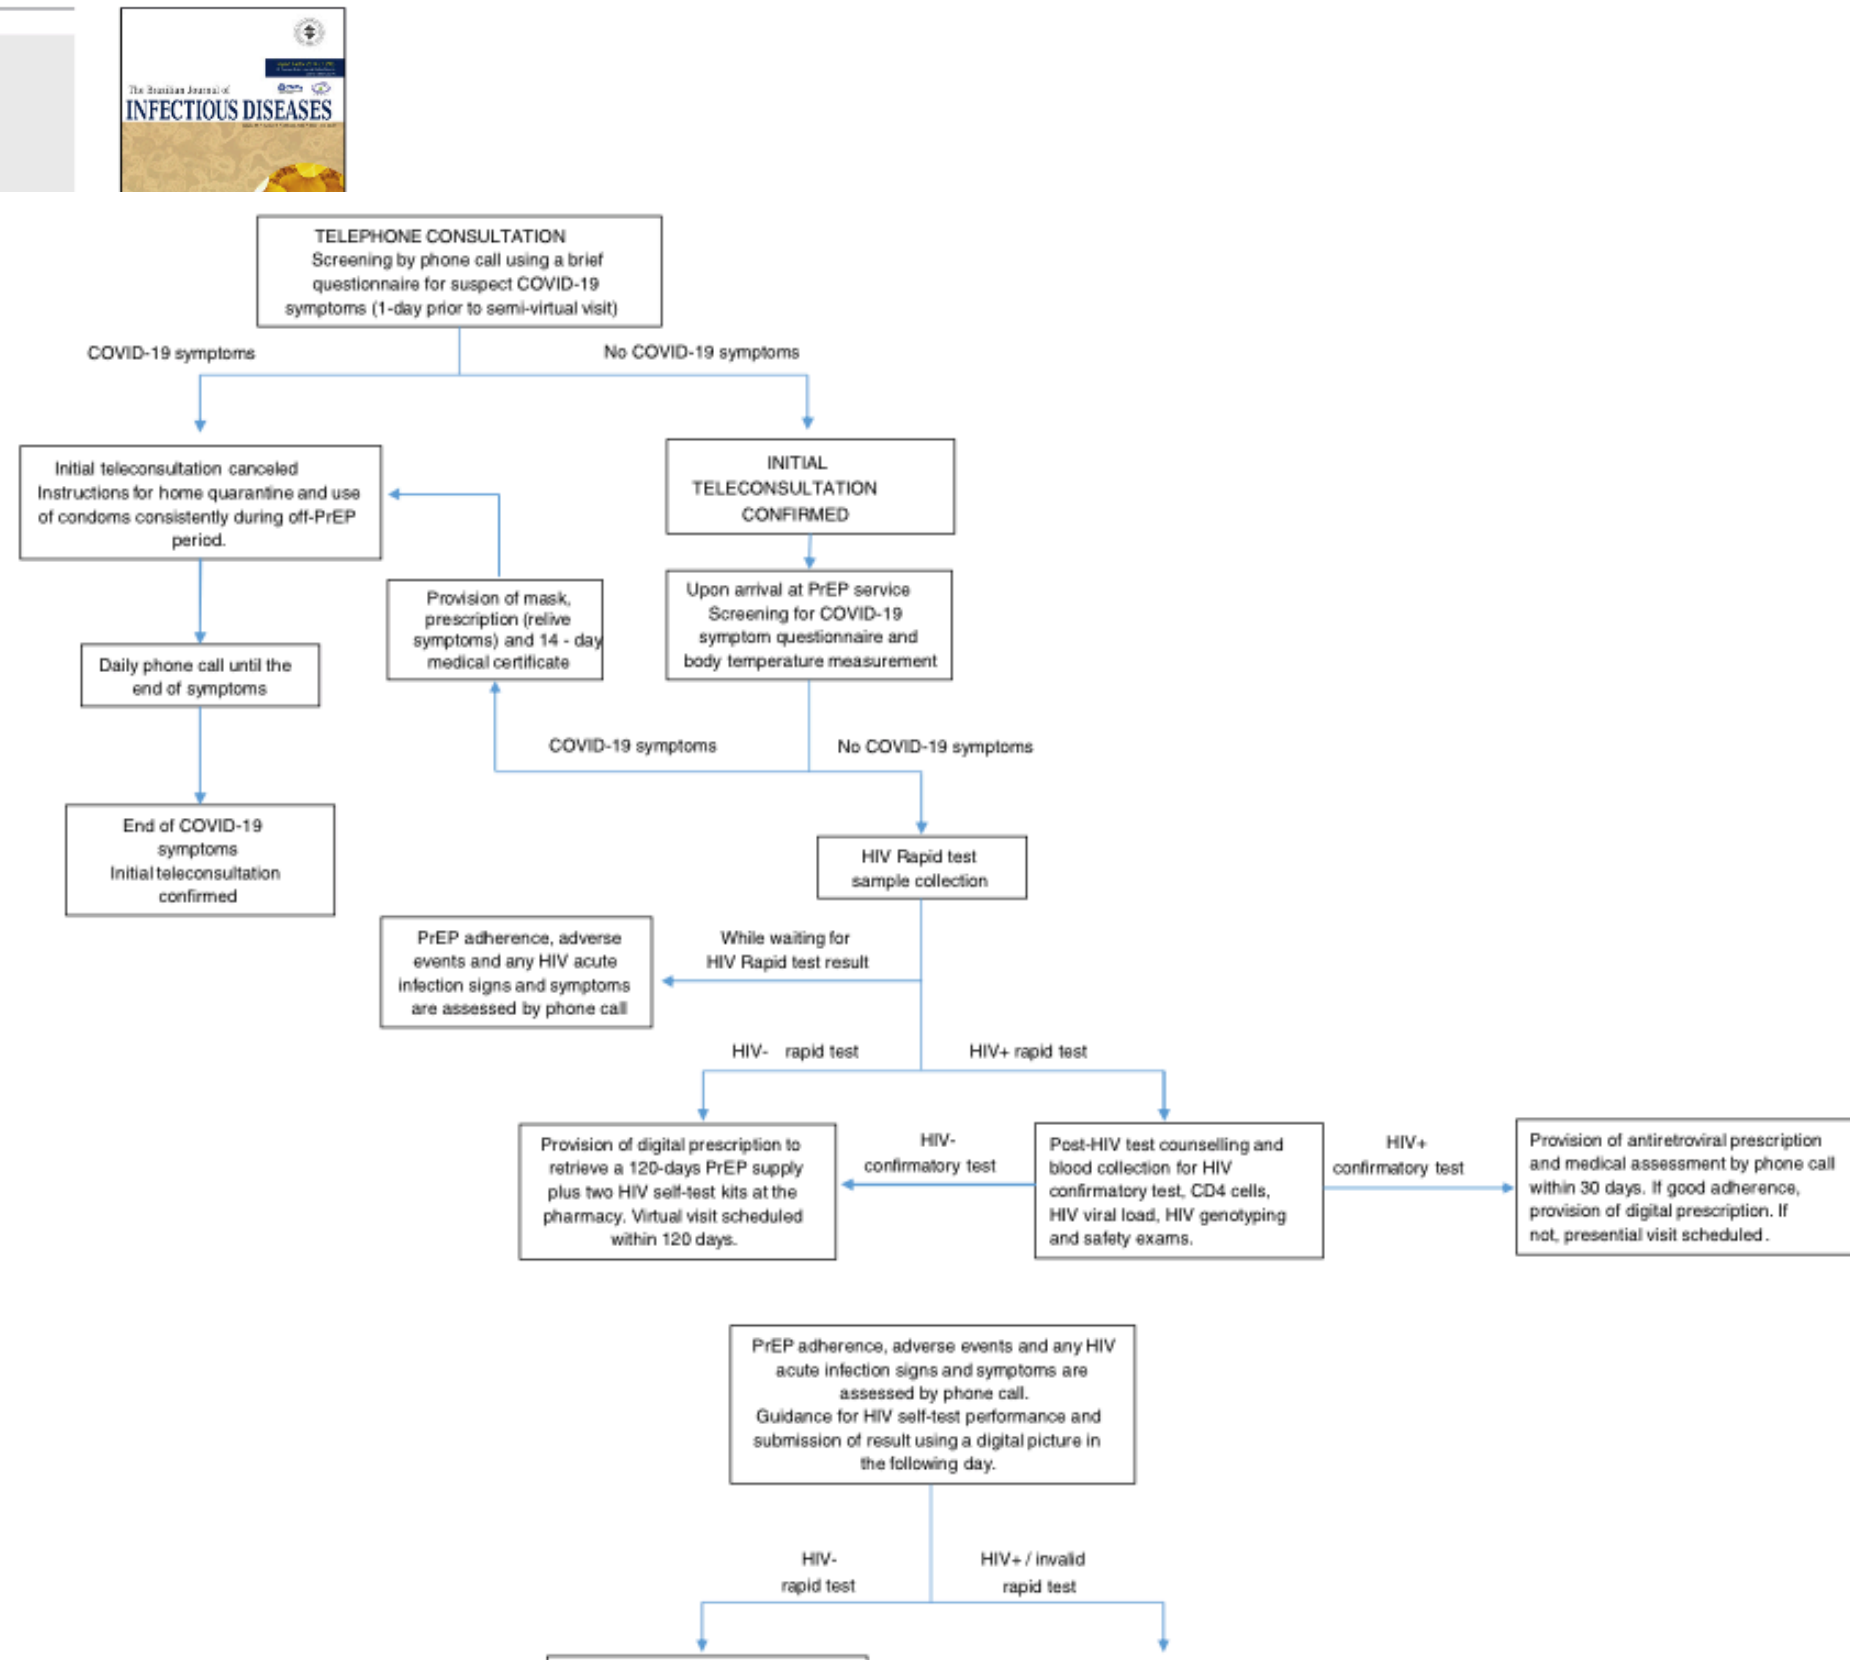 The Brazilian Journal of
INFECTIOUS DISEASES
TELEPHONE CONSULTATION
Screening by phone call using a brief
questionnaire for suspect COVID-19
symptoms (1-day prior to semi-virtual visit)
COVID-19 symptoms
No COVID-19 symptoms
Initial teleconsultation canceled
Instructions for home quarantine and use
of condoms consistently during off-PrEP
period.
INITIAL
TELECONSULTATION
CONFIRMED
Provision of mask,
prescription (relive
symptoms) and 14 - day
medical certificate
Upon arrival at PrEP service
Screening for COVID-19
symptom questionnaire and
body temperature measurement
Daily phone call until the
end of symptoms
COVID-19 symptoms
No COVID-19 symptoms
End of COVID-19
symptoms
Initial teleconsultation
confirmed
HIV Rapid test
sample collection
PrEP adherence, adverse
events and any HIV acute
infection signs and symptoms
are assessed by phone call
While waiting for
HIV Rapid test result
HIV- rapid test
HIV+ rapid test
Provision of digital prescription to
retrieve a 120-days PrEP supply
plus two HIV self-test kits at the
pharmacy. Virtual visit scheduled
within 120 days.
HIV-
confirmatory test
Post-HIV test counselling and
blood collection for HIV
confirmatory test, CD4 cells,
HIV viral load, HIV genotyping
and safety exams.
HIV+
confirmatory test
Provision of antiretroviral prescription
and medical assessment by phone call
within 30 days. If good adherence,
provision of digital prescription. If
not, presential visit scheduled.
PrEP adherence, adverse events and any HIV
acute infection signs and symptoms are
assessed by phone call.
Guidance for HIV self-test performance and
submission of result using a digital picture in
the following day.
HIV-
rapid test
HIV+ / invalid
rapid test